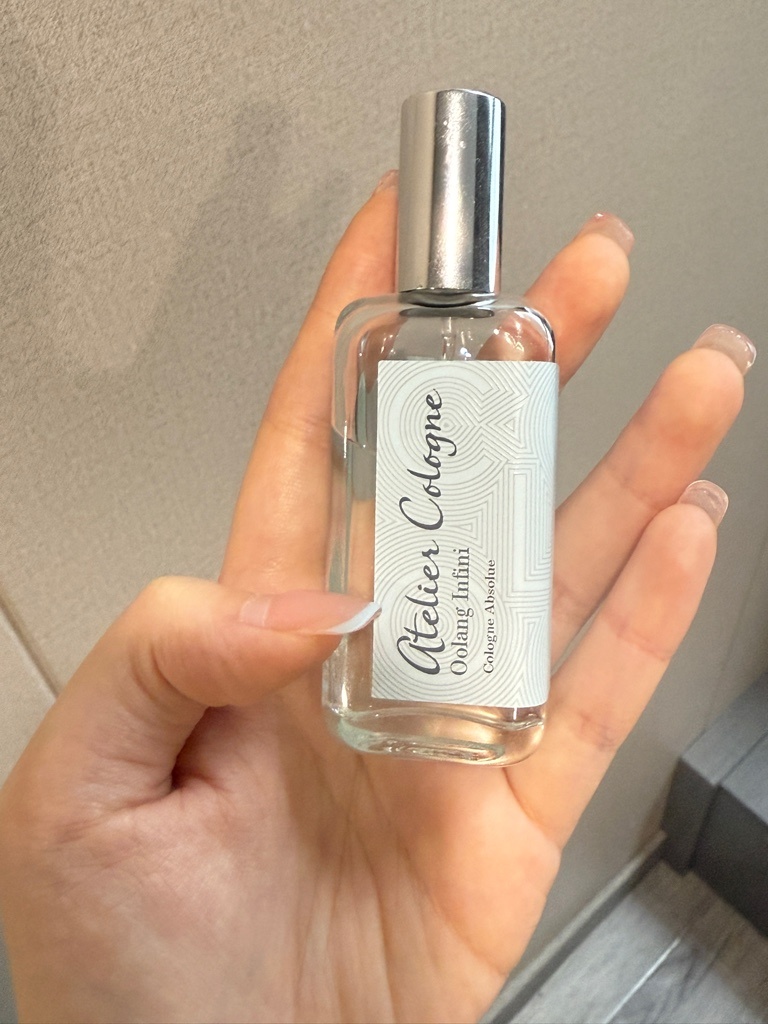 Atelier Cologne
Oolang Infini
Cologne Absolue